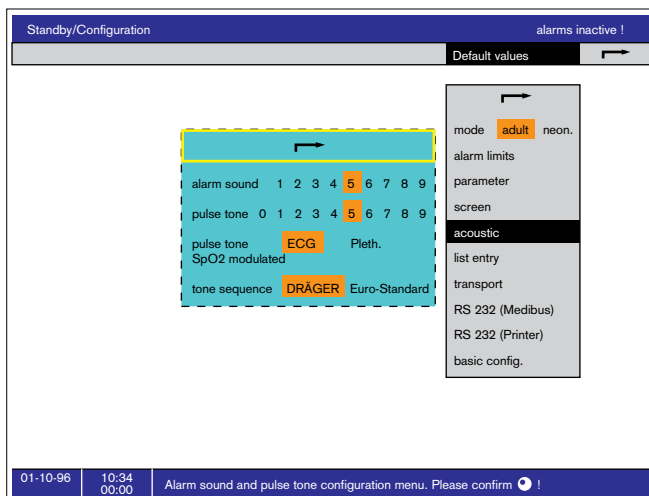 Standby/Configuration alarms inactive !
Default values
mode adult neon.
alarm limits
parameter
screen
acoustic
list entry
transport
RS 232 (Medibus)
RS 232 (Printer)
basic config.
alarm sound 1 2 3 4 5 6 7 8 9
pulse tone 0 1 2 3 4 5 6 7 8 9
pulse tone ECG Pleth.
SpO2 modulated
tone sequence DRÄGER Euro-Standard
01-10-96 10:34
00:00
Alarm sound and pulse tone configuration menu. Please confirm !